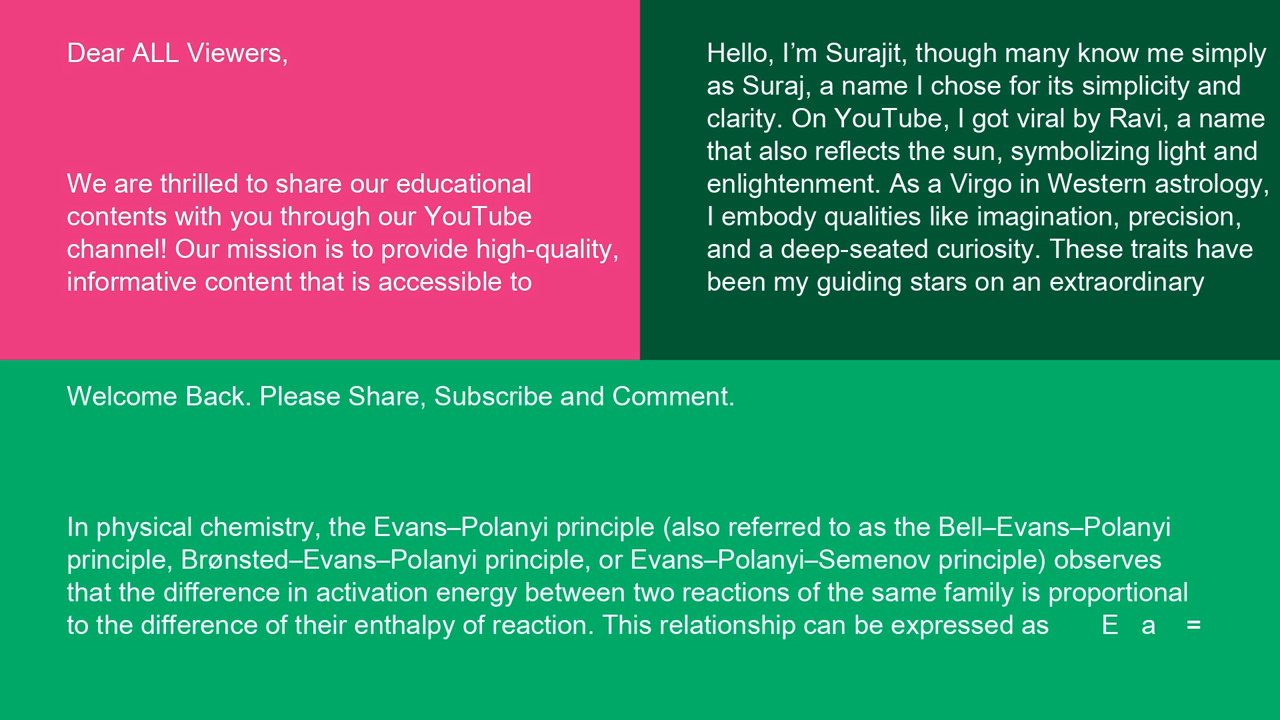 Dear ALL Viewers,
We are thrilled to share our educational
contents with you through our YouTube
channel! Our mission is to provide high-quality,
informative content that is accessible to
Hello, I’m Surajit, though many know me simply
as Suraj, a name I chose for its simplicity and
clarity. On YouTube, I got viral by Ravi, a name
that also reflects the sun, symbolizing light and
enlightenment. As a Virgo in Western astrology,
I embody qualities like imagination, precision,
and a deep-seated curiosity. These traits have
been my guiding stars on an extraordinary
Welcome Back. Please Share, Subscribe and Comment.
In physical chemistry, the Evans–Polanyi principle (also referred to as the Bell–Evans–Polanyi
principle, Brønsted–Evans–Polanyi principle, or Evans–Polanyi–Semenov principle) observes
that the difference in activation energy between two reactions of the same family is proportional
to the difference of their enthalpy of reaction. This relationship can be expressed as E a =